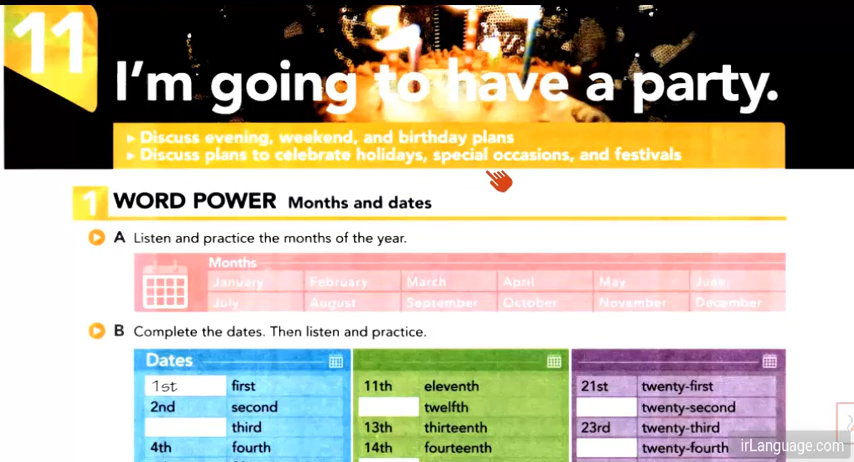 11
I'm going to have a party.
▸ Discuss evening, weekend, and birthday plans
▸ Discuss plans to celebrate holidays, special occasions, and festivals
1 WORD POWER Months and dates
A Listen and practice the months of the year.
Months
January February March April May June
July August September October November December
B Complete the dates. Then listen and practice.
Dates
1st first 11th eleventh 21st twenty-first
2nd second twelfth twenty-second
third 13th thirteenth 23rd twenty-third
4th fourth 14th fourteenth twenty-fourth
irLanguage.com